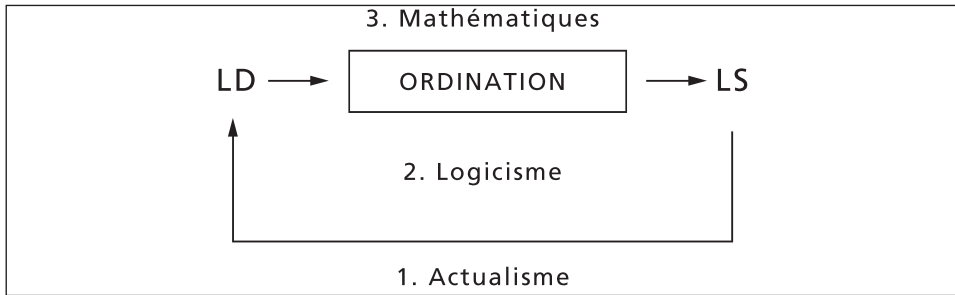 3. Mathématiques
LD ORDINATION LS
2. Logicisme
1. Actualisme